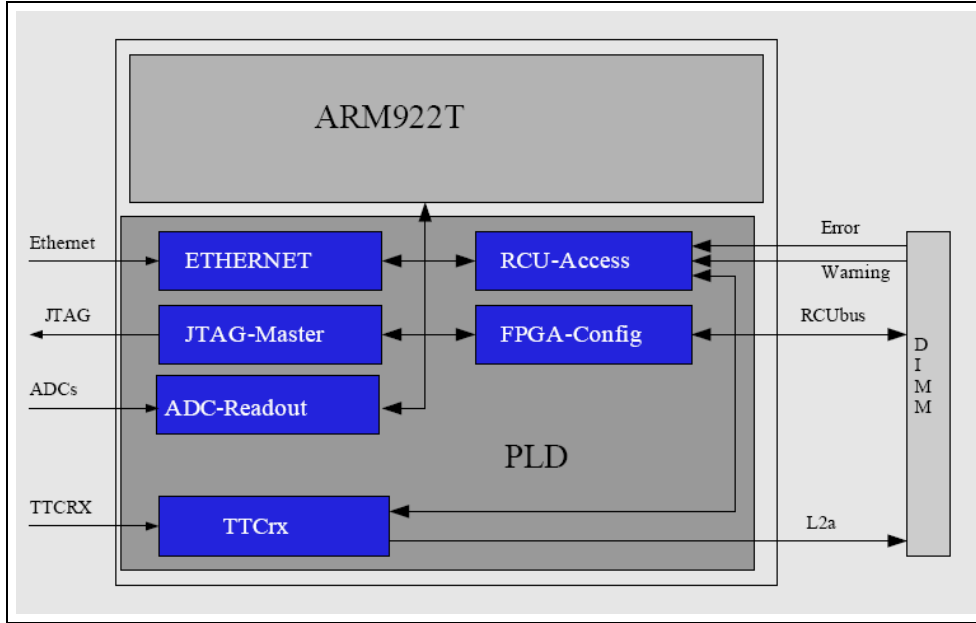 ARM922T
Ethernet
ETHERNET
RCU-Access
Error
Warning
JTAG
JTAG-Master
FPGA-Config
RCUbus
ADCs
ADC-Readout
PLD
TTCRX
TTCrx
L2a
D
I
M
M